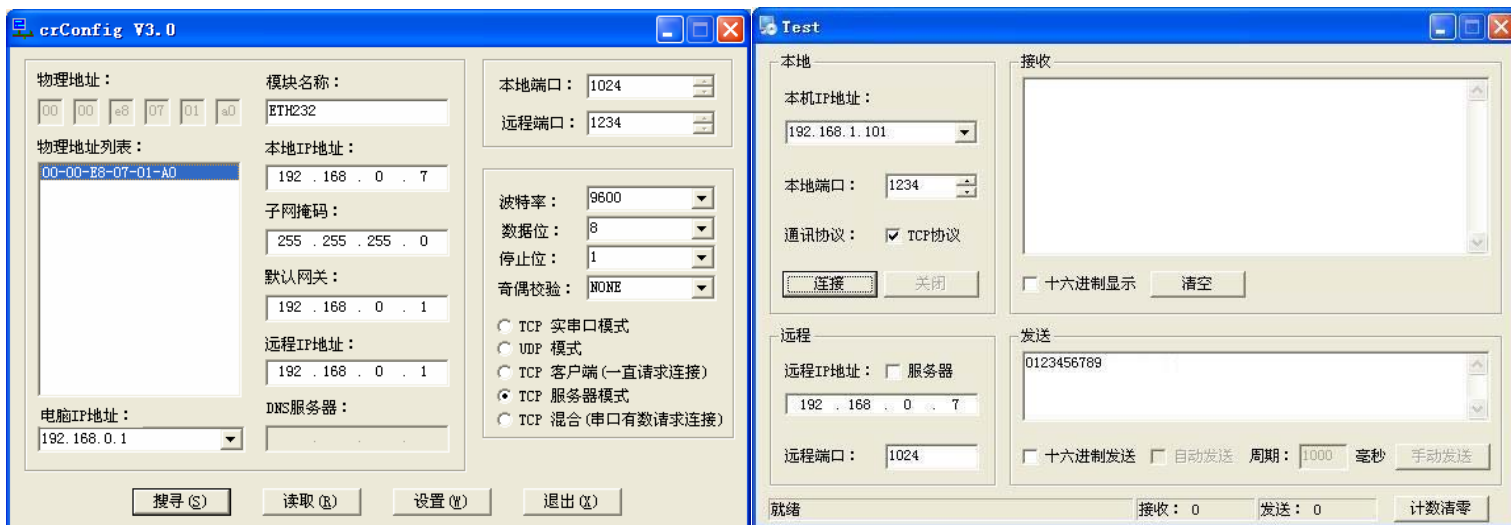 crConfig V3.0
物理地址：
00 00 e8 07 01 a0
物理地址列表：
00-00-E8-07-01-A0
电脑IP地址：
192.168.0.1
模块名称：
ETH232
本地IP地址：
192 . 168 . 0 . 7
子网掩码：
255 . 255 . 255 . 0
默认网关：
192 . 168 . 0 . 1
远程IP地址：
192 . 168 . 0 . 1
DNS服务器：
. . .
本地端口： 1024
远程端口： 1234
波特率： 9600
数据位： 8
停止位： 1
奇偶校验： NONE
TCP 实串口模式
UDP 模式
TCP 客户端(一直请求连接)
TCP 服务器模式
TCP 混合(串口有数请求连接)
搜寻(S) 读取(R) 设置(W) 退出(X)
Test
本地
本机IP地址：
192.168.1.101
本地端口： 1234
通讯协议： TCP协议
连接 关闭
远程
远程IP地址： 服务器
192 . 168 . 0 . 7
远程端口： 1024
接收
十六进制显示 清空
发送
0123456789
十六进制发送 自动发送 周期： 1000 毫秒 手动发送
就绪 接收：0 发送：0 计数清零